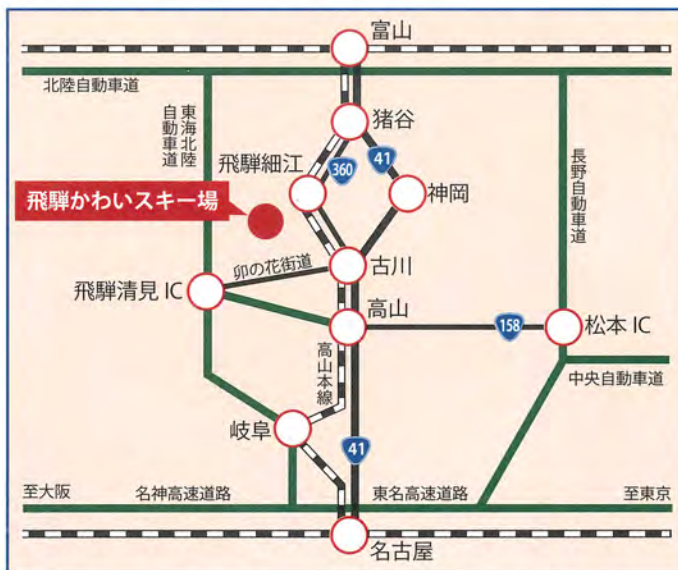 富山
北陸自動車道
猪谷
東海北陸
自動車道
飛騨細江
360
41
神岡
長野自動車道
飛騨かわいスキー場
卯の花街道
古川
飛騨清見 IC
高山
158
松本 IC
高山本線
中央自動車道
岐阜
41
至大阪
名神高速道路
東名高速道路
至東京
名古屋